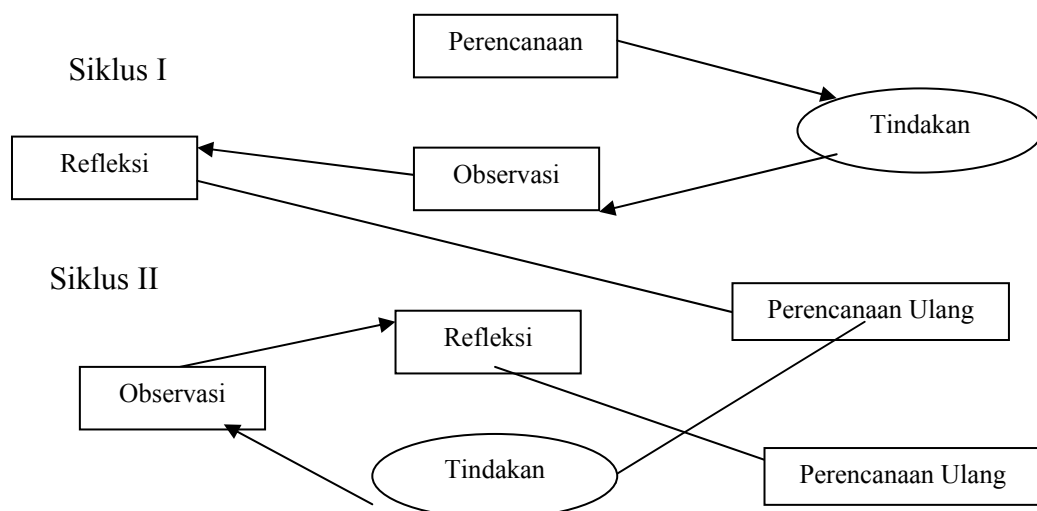 Perencanaan
Siklus I
Tindakan
Refleksi
Observasi
Siklus II
Perencanaan Ulang
Refleksi
Observasi
Tindakan
Perencanaan Ulang